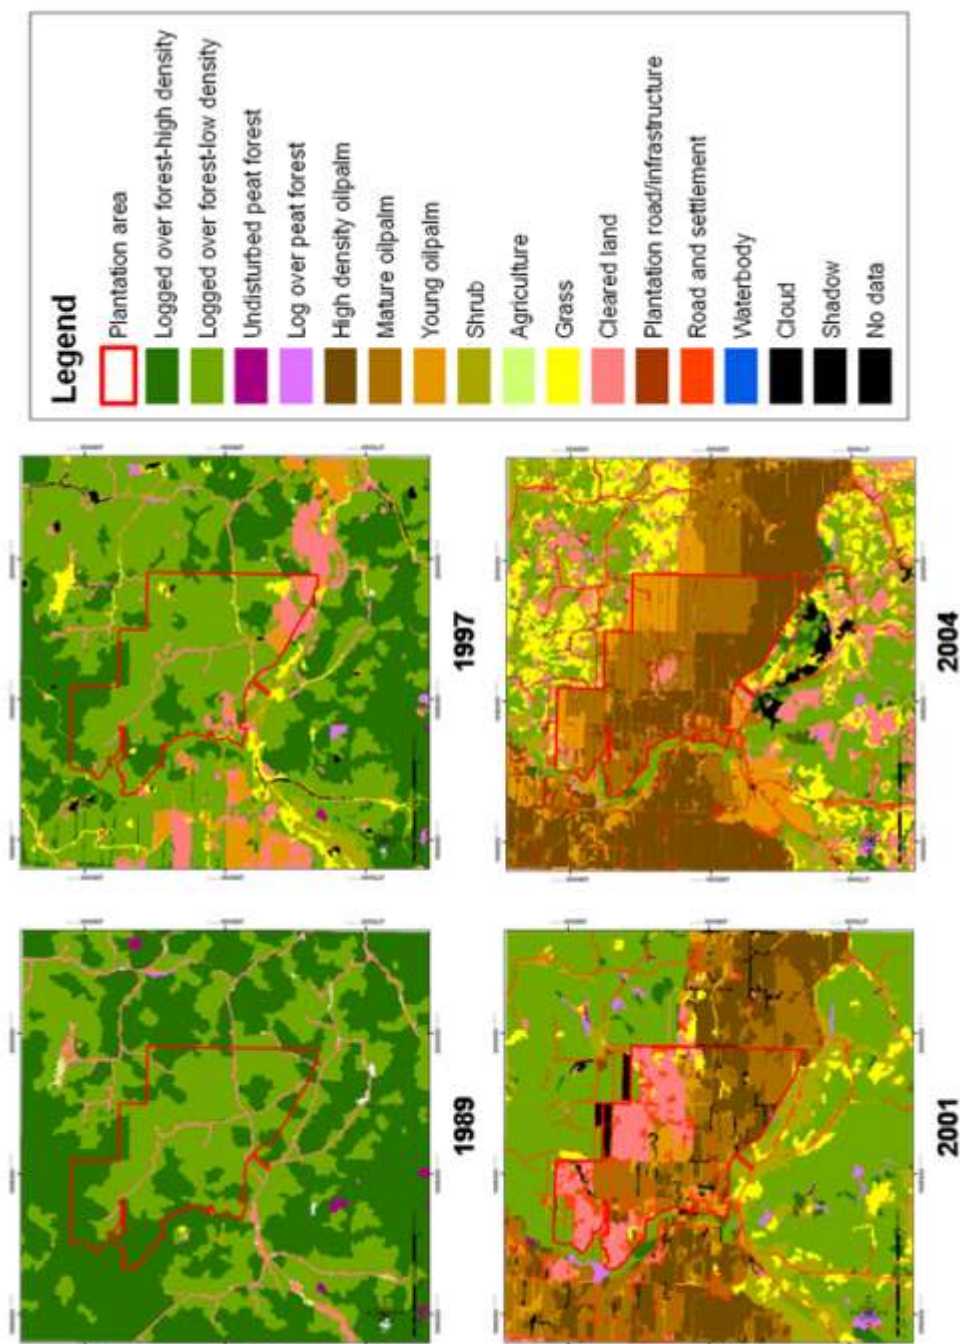 Legend
Plantation area
Logged over forest-high density
Logged over forest-low density
Undisturbed peat forest
Log over peat forest
High density oilpalm
Mature oilpalm
Young oilpalm
Shrub
Agriculture
Grass
Cleared land
Plantation road/infrastructure
Road and settlement
Waterbody
Cloud
Shadow
No data
1989
1997
2001
2004